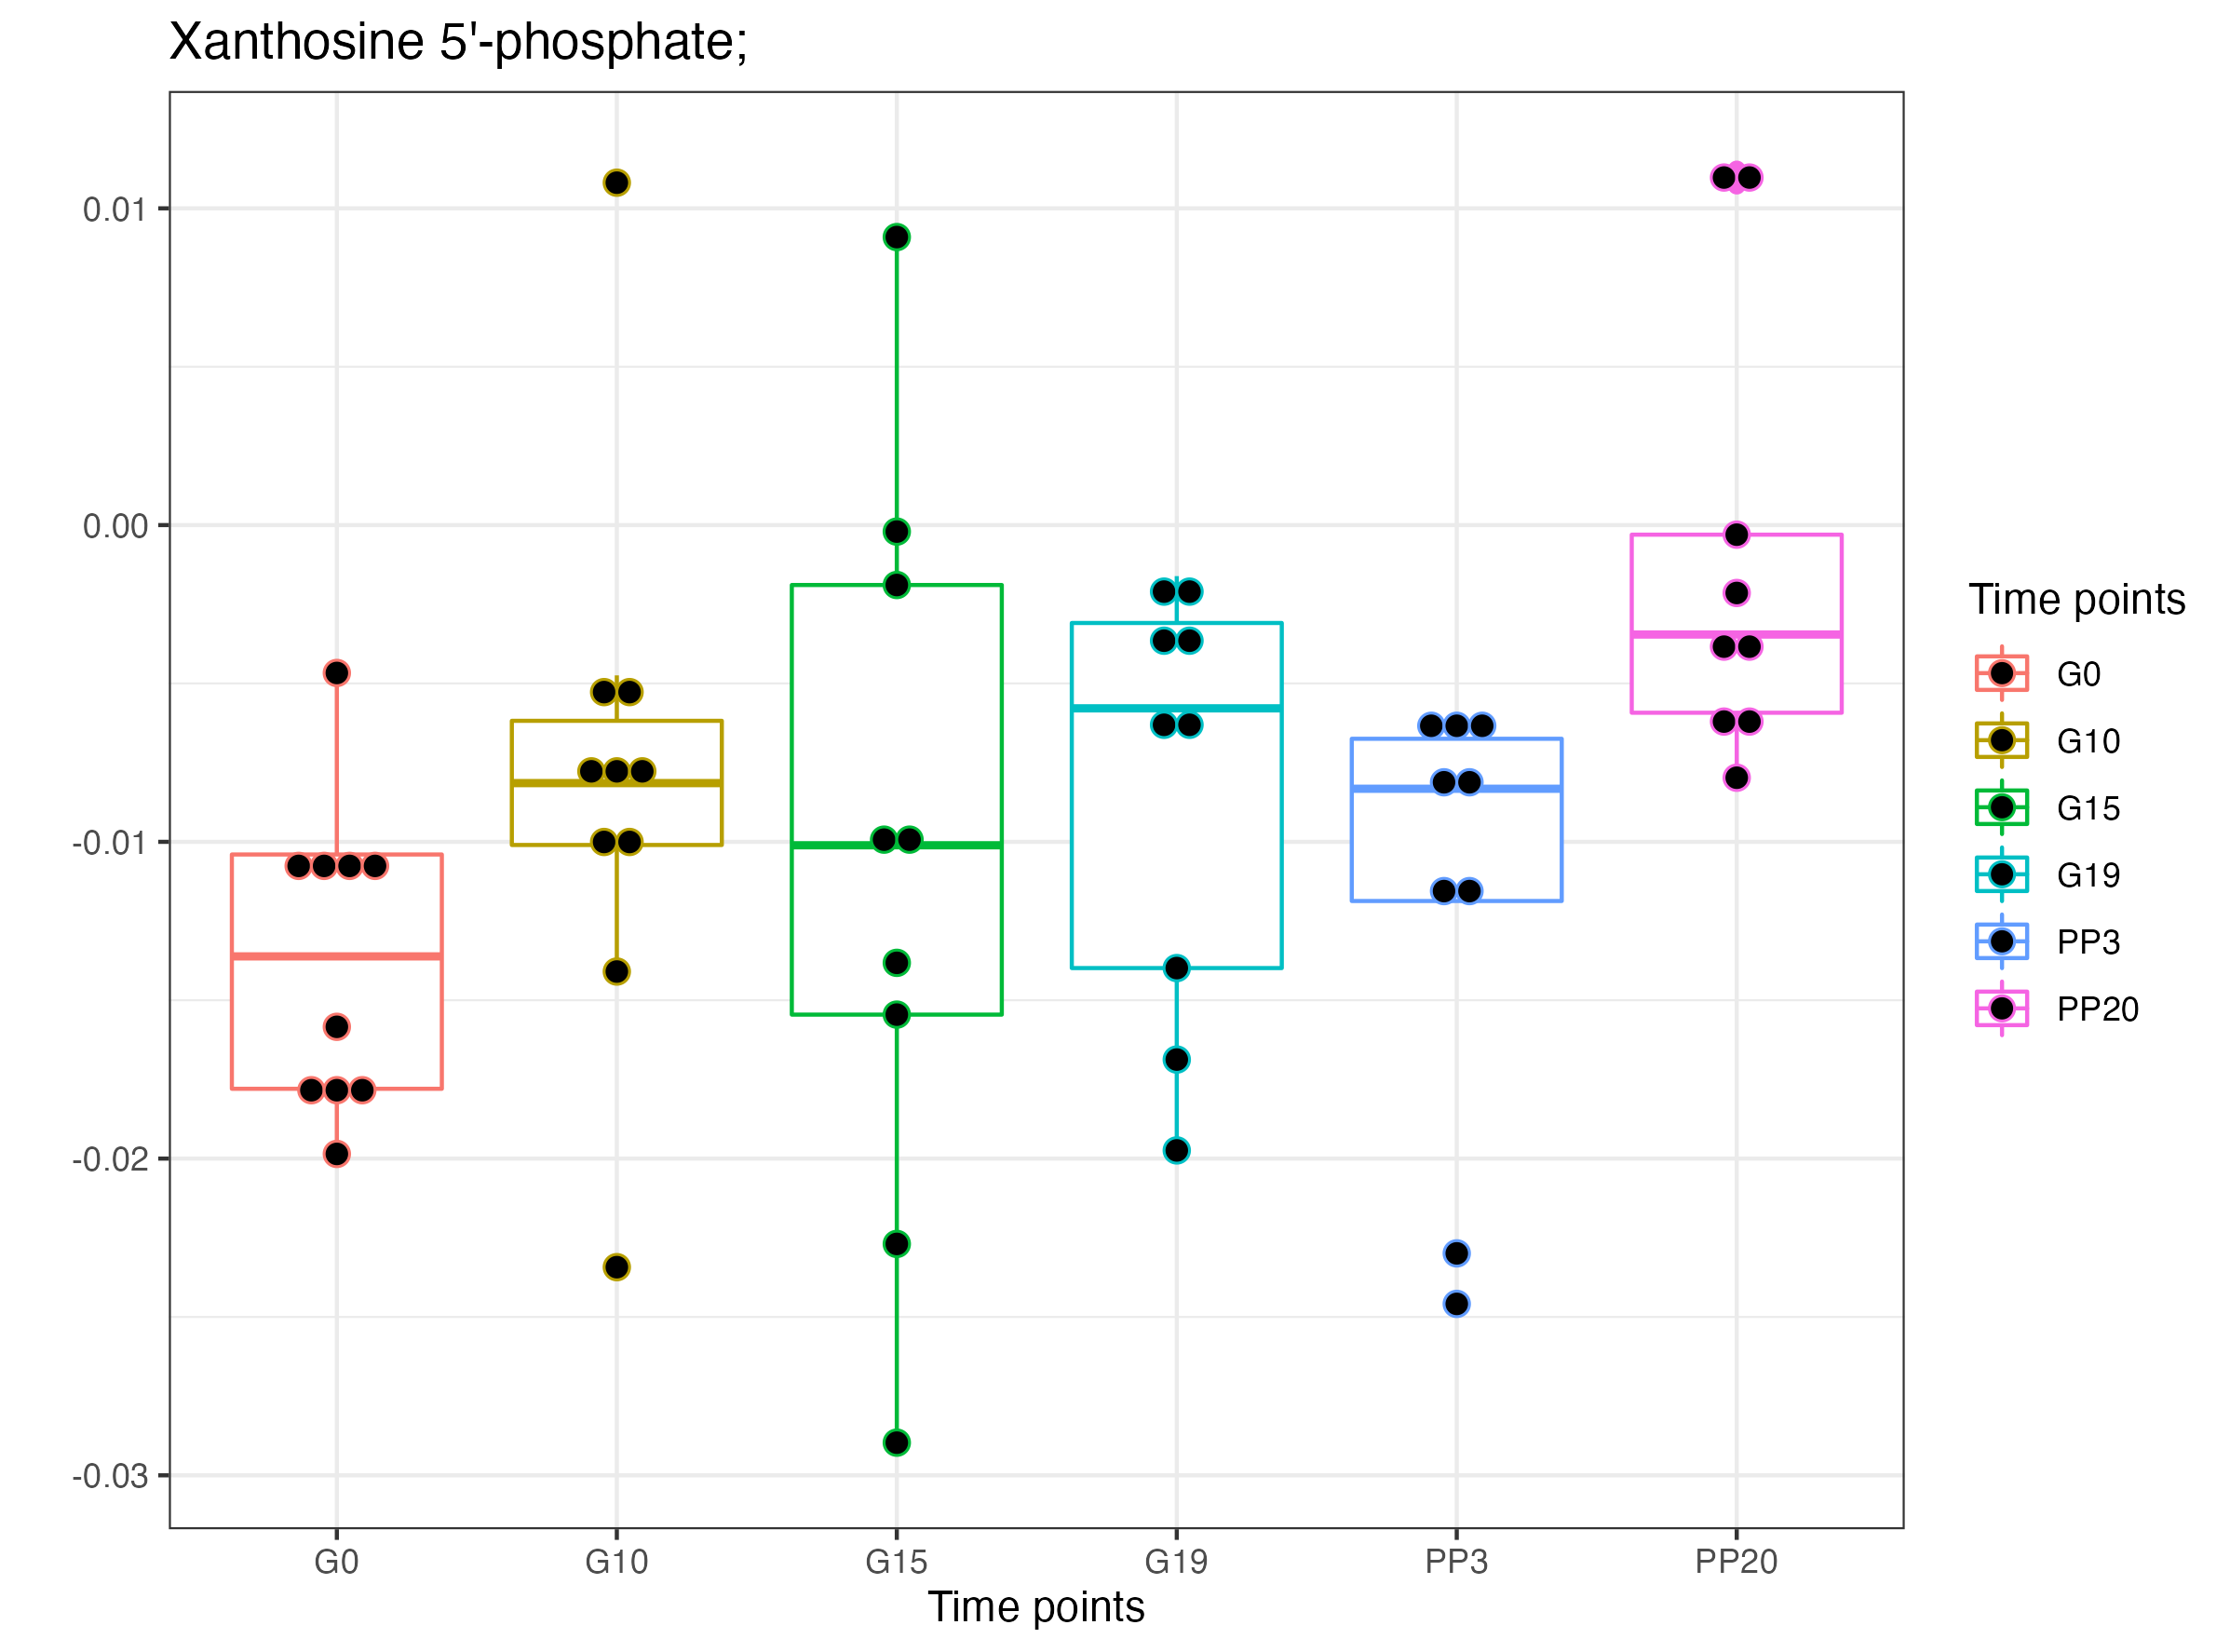 Xanthosine 5'-phosphate;
0.01
0.00
-0.01
-0.02
-0.03
G0 G10 G15 G19 PP3 PP20
Time points
Time points
G0
G10
G15
G19
PP3
PP20